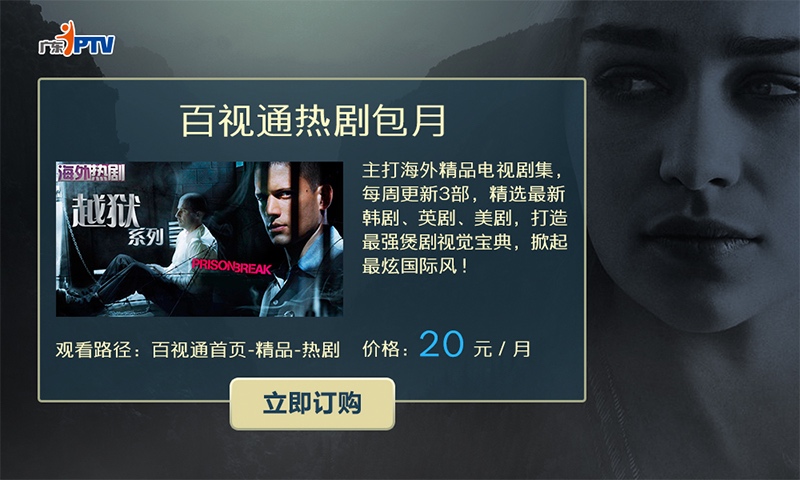 广东IPTV
百视通热剧包月
海外热剧
越狱
系列
PRISON BREAK
主打海外精品电视剧集，
每周更新3部，精选最新
韩剧、英剧、美剧，打造
最强煲剧视觉宝典，掀起
最炫国际风！
观看路径：百视通首页-精品-热剧
价格：20 元 / 月
立即订购